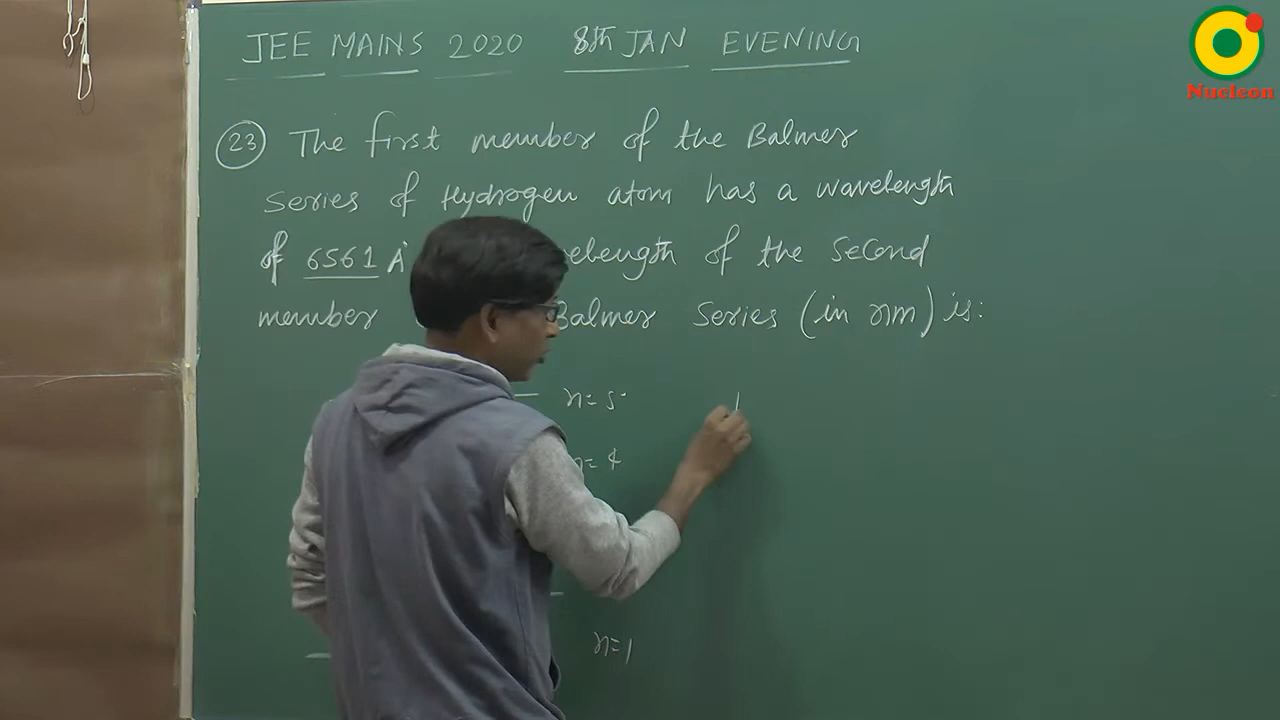 JEE MAINS 2020 8th JAN EVENING
Nucleon
(23) The first member of the Balmer
series of Hydrogen atom has a wavelength
of 6561 Å velength of the second
member Balmer Series (in nm) is:
n=5
n=4
n=1